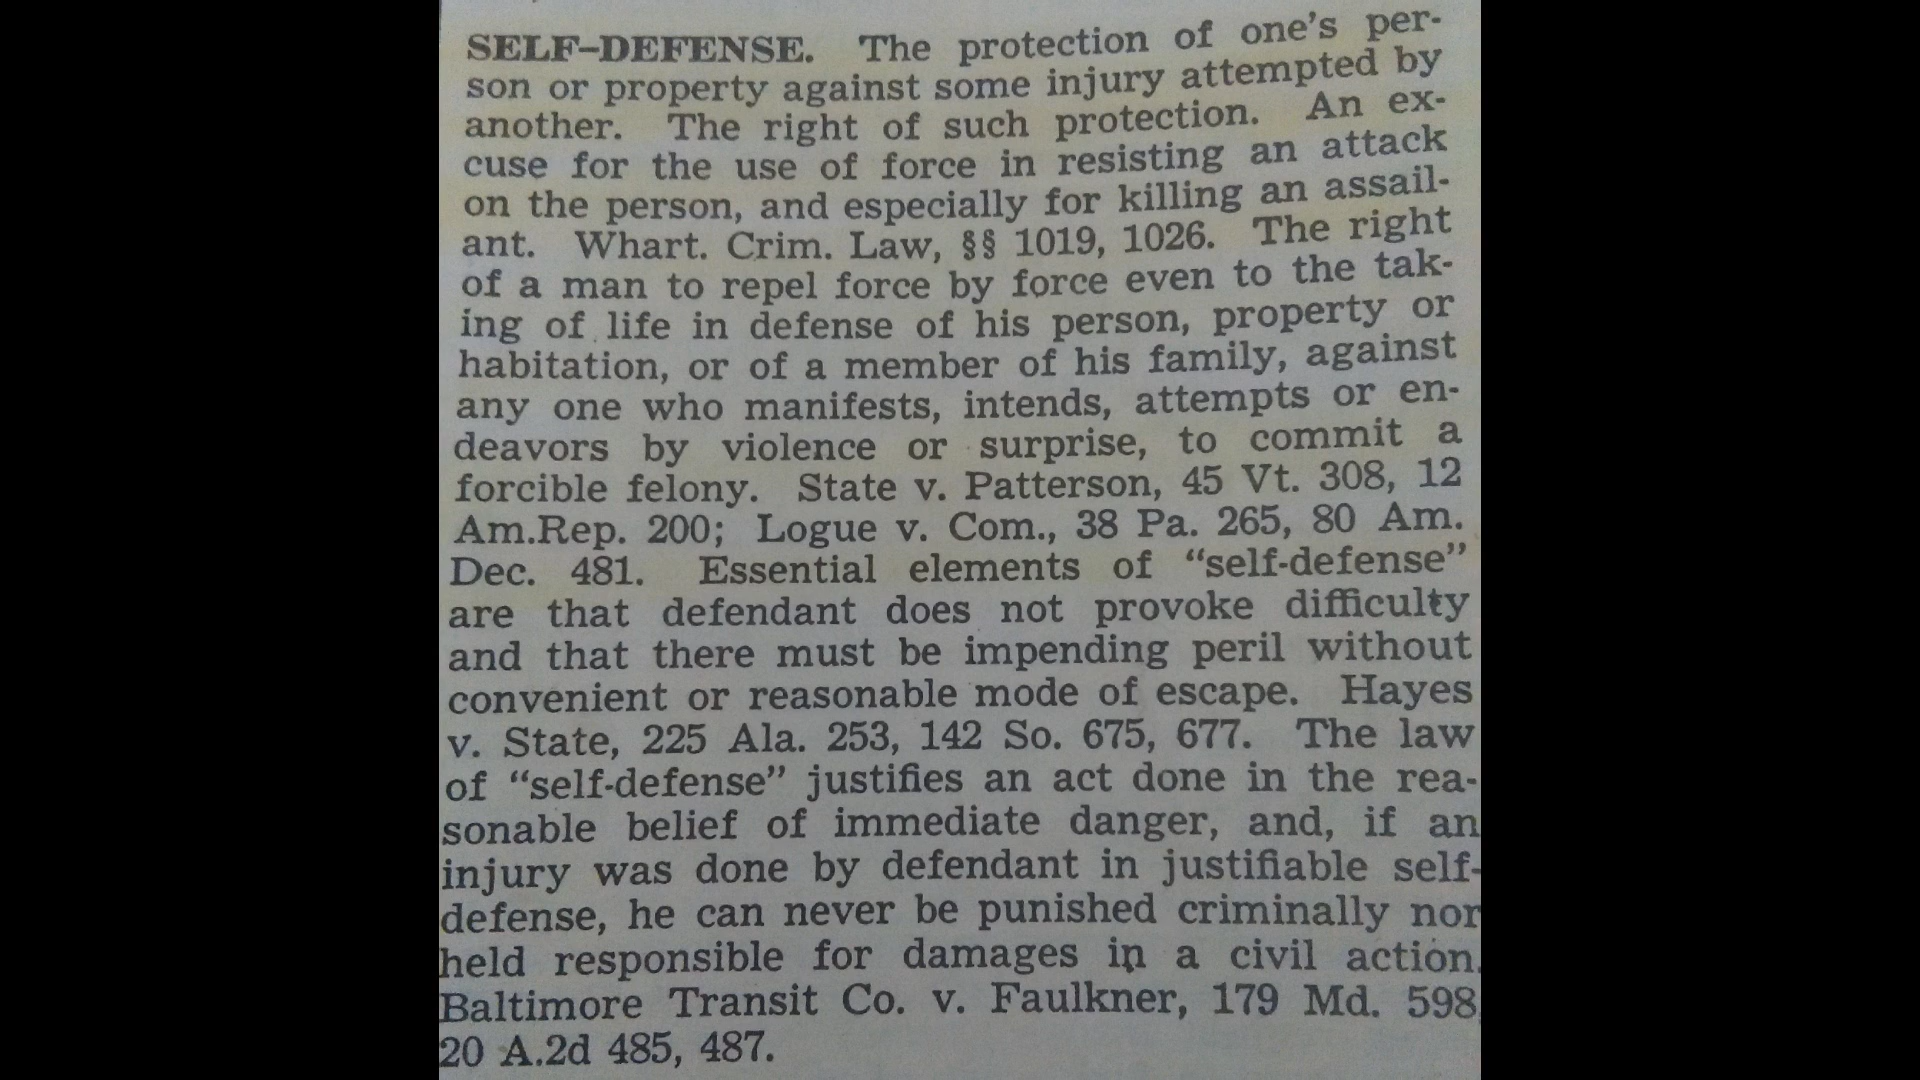 SELF–DEFENSE. The protection of one's per-
son or property against some injury attempted by
another. The right of such protection. An ex-
cuse for the use of force in resisting an attack
on the person, and especially for killing an assail-
ant. Whart. Crim. Law, §§ 1019, 1026. The right
of a man to repel force by force even to the tak-
ing of life in defense of his person, property or
habitation, or of a member of his family, against
any one who manifests, intends, attempts or en-
deavors by violence or surprise, to commit a
forcible felony. State v. Patterson, 45 Vt. 308, 12
Am.Rep. 200; Logue v. Com., 38 Pa. 265, 80 Am.
Dec. 481. Essential elements of “self-defense”
are that defendant does not provoke difficulty
and that there must be impending peril without
convenient or reasonable mode of escape. Hayes
v. State, 225 Ala. 253, 142 So. 675, 677. The law
of “self-defense” justifies an act done in the rea-
sonable belief of immediate danger, and, if an
injury was done by defendant in justifiable self-
defense, he can never be punished criminally nor
held responsible for damages in a civil action.
Baltimore Transit Co. v. Faulkner, 179 Md. 598
20 A.2d 485, 487.